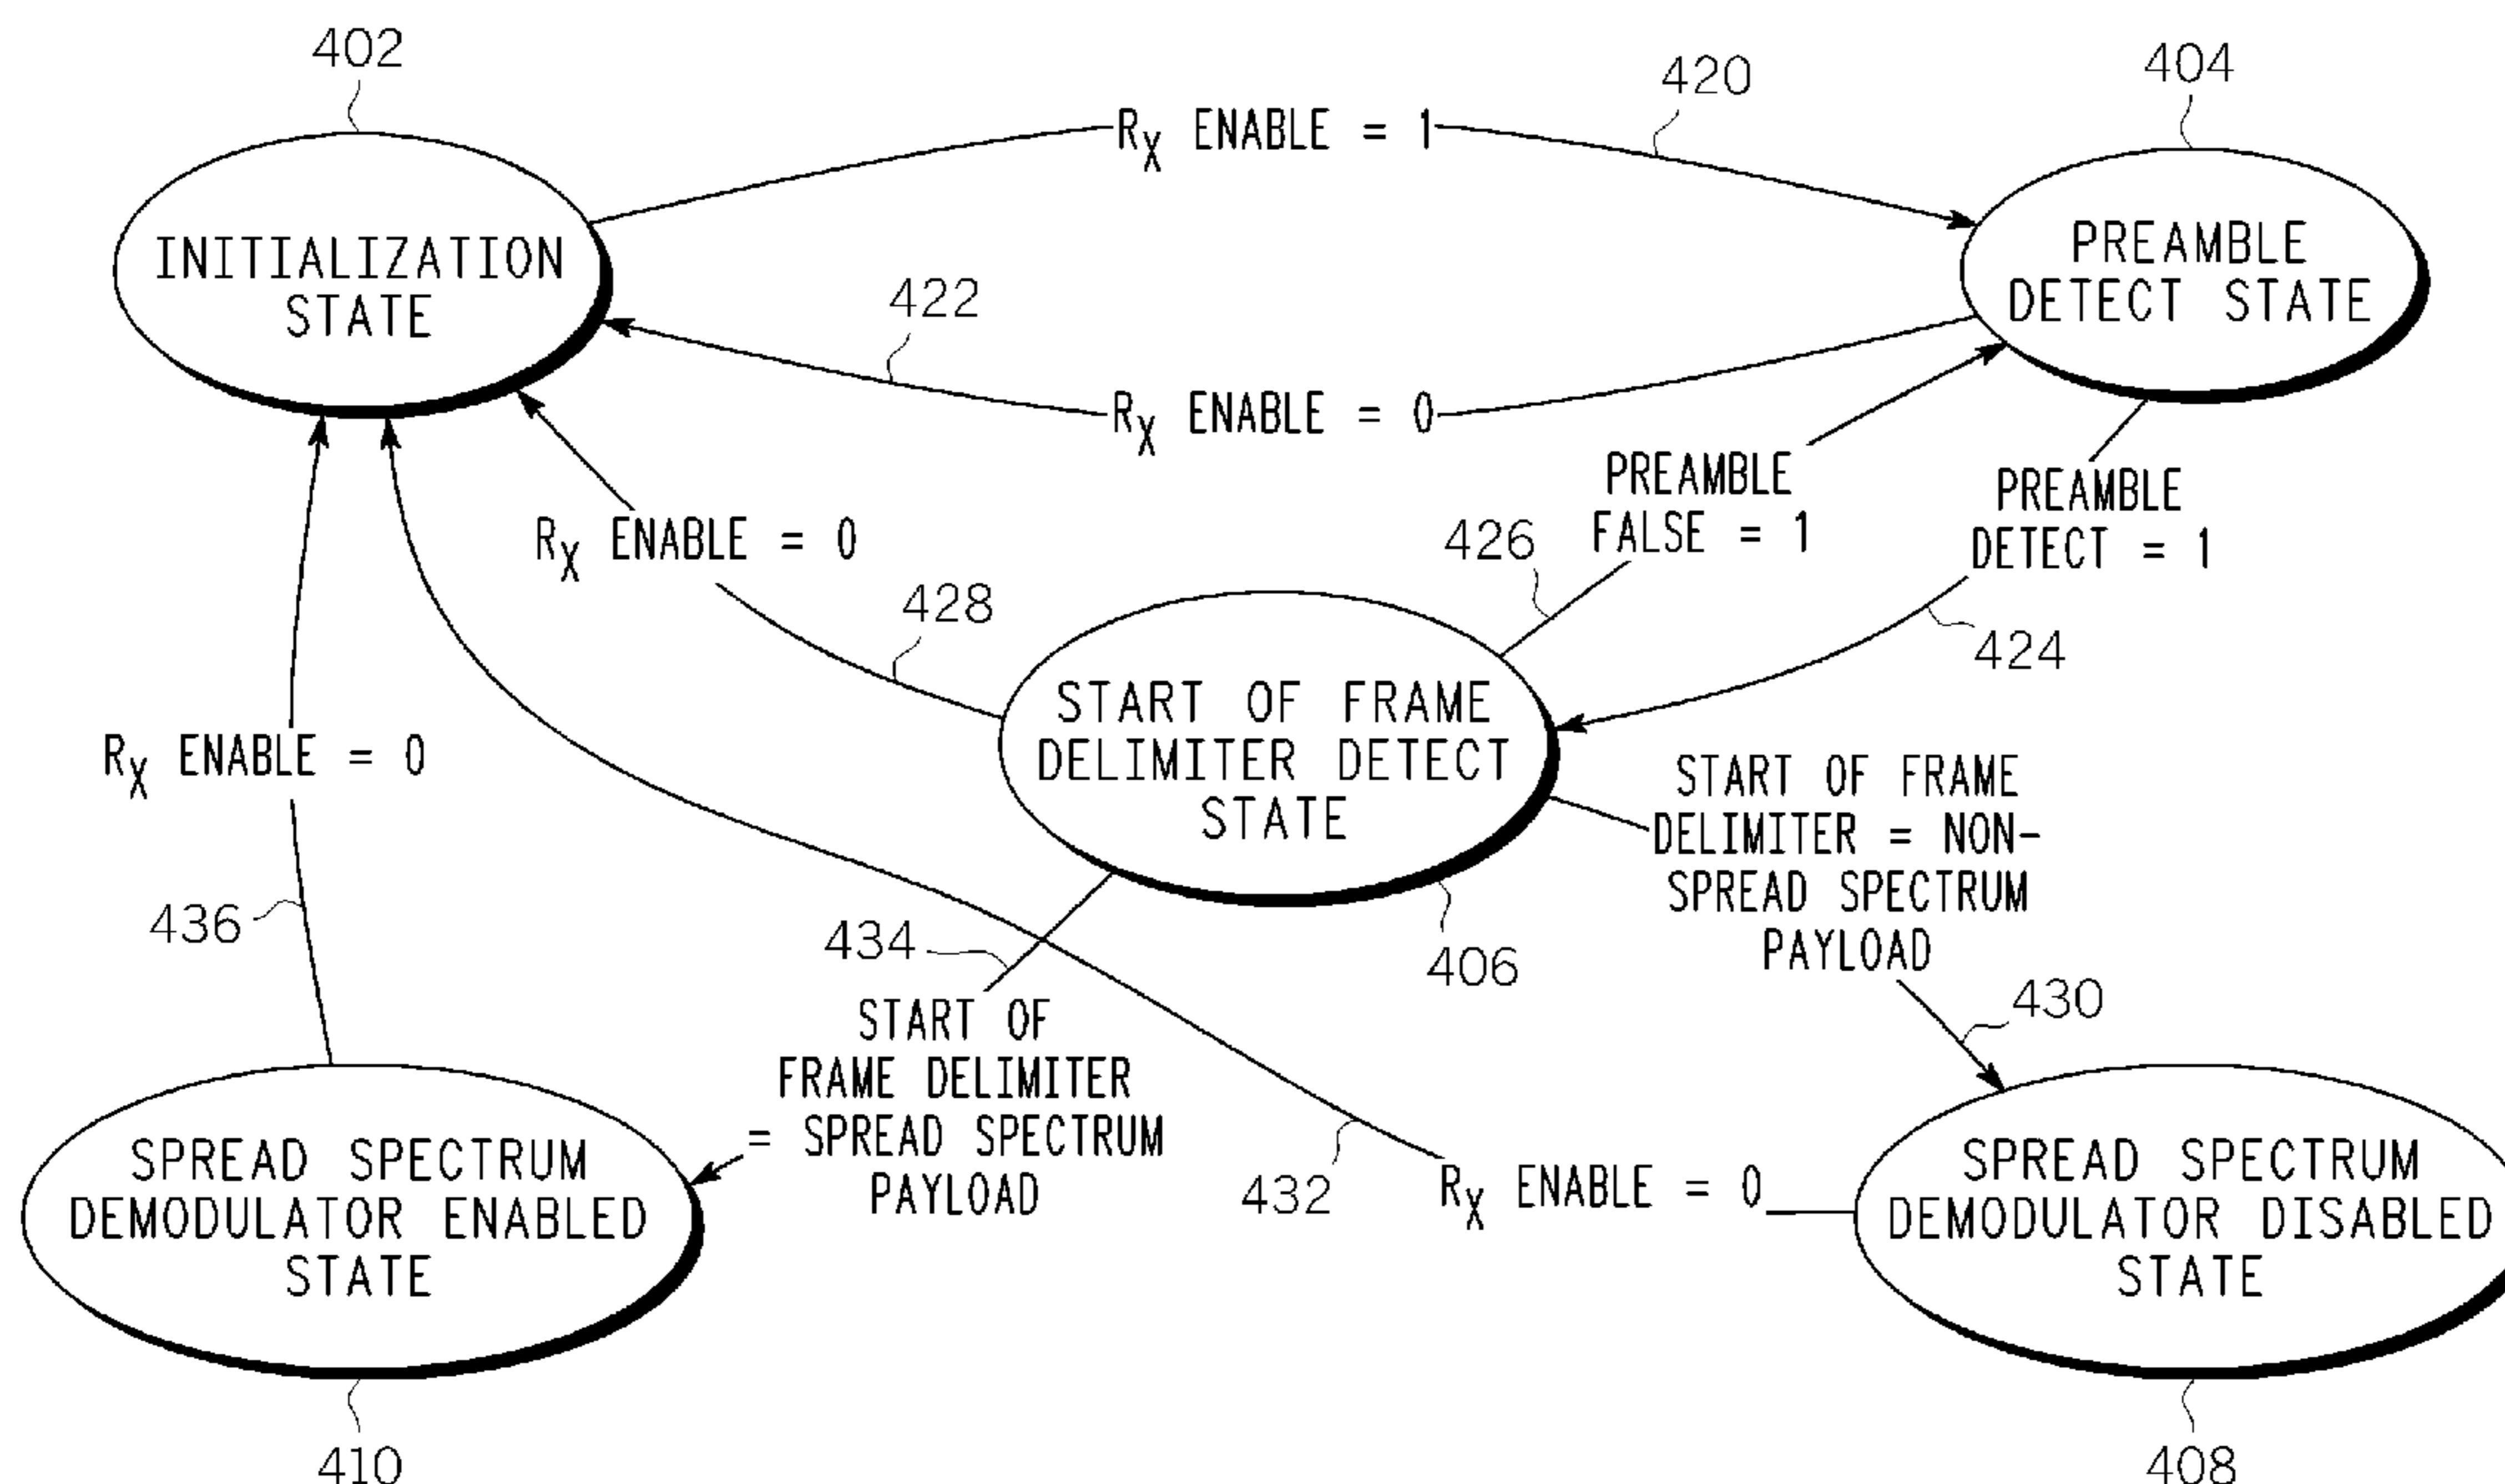 402
420
404
RX ENABLE = 1
INITIALIZATION
STATE
PREAMBLE
DETECT STATE
422
RX ENABLE = 0
PREAMBLE
FALSE = 1
PREAMBLE
DETECT = 1
RX ENABLE = 0
426
428
424
START OF FRAME
DELIMITER DETECT
STATE
RX ENABLE = 0
START OF FRAME
DELIMITER = NON-
SPREAD SPECTRUM
PAYLOAD
436
434
406
430
START OF
FRAME DELIMITER
= SPREAD SPECTRUM
PAYLOAD
432
RX ENABLE = 0
SPREAD SPECTRUM
DEMODULATOR ENABLED
STATE
SPREAD SPECTRUM
DEMODULATOR DISABLED
STATE
410
408